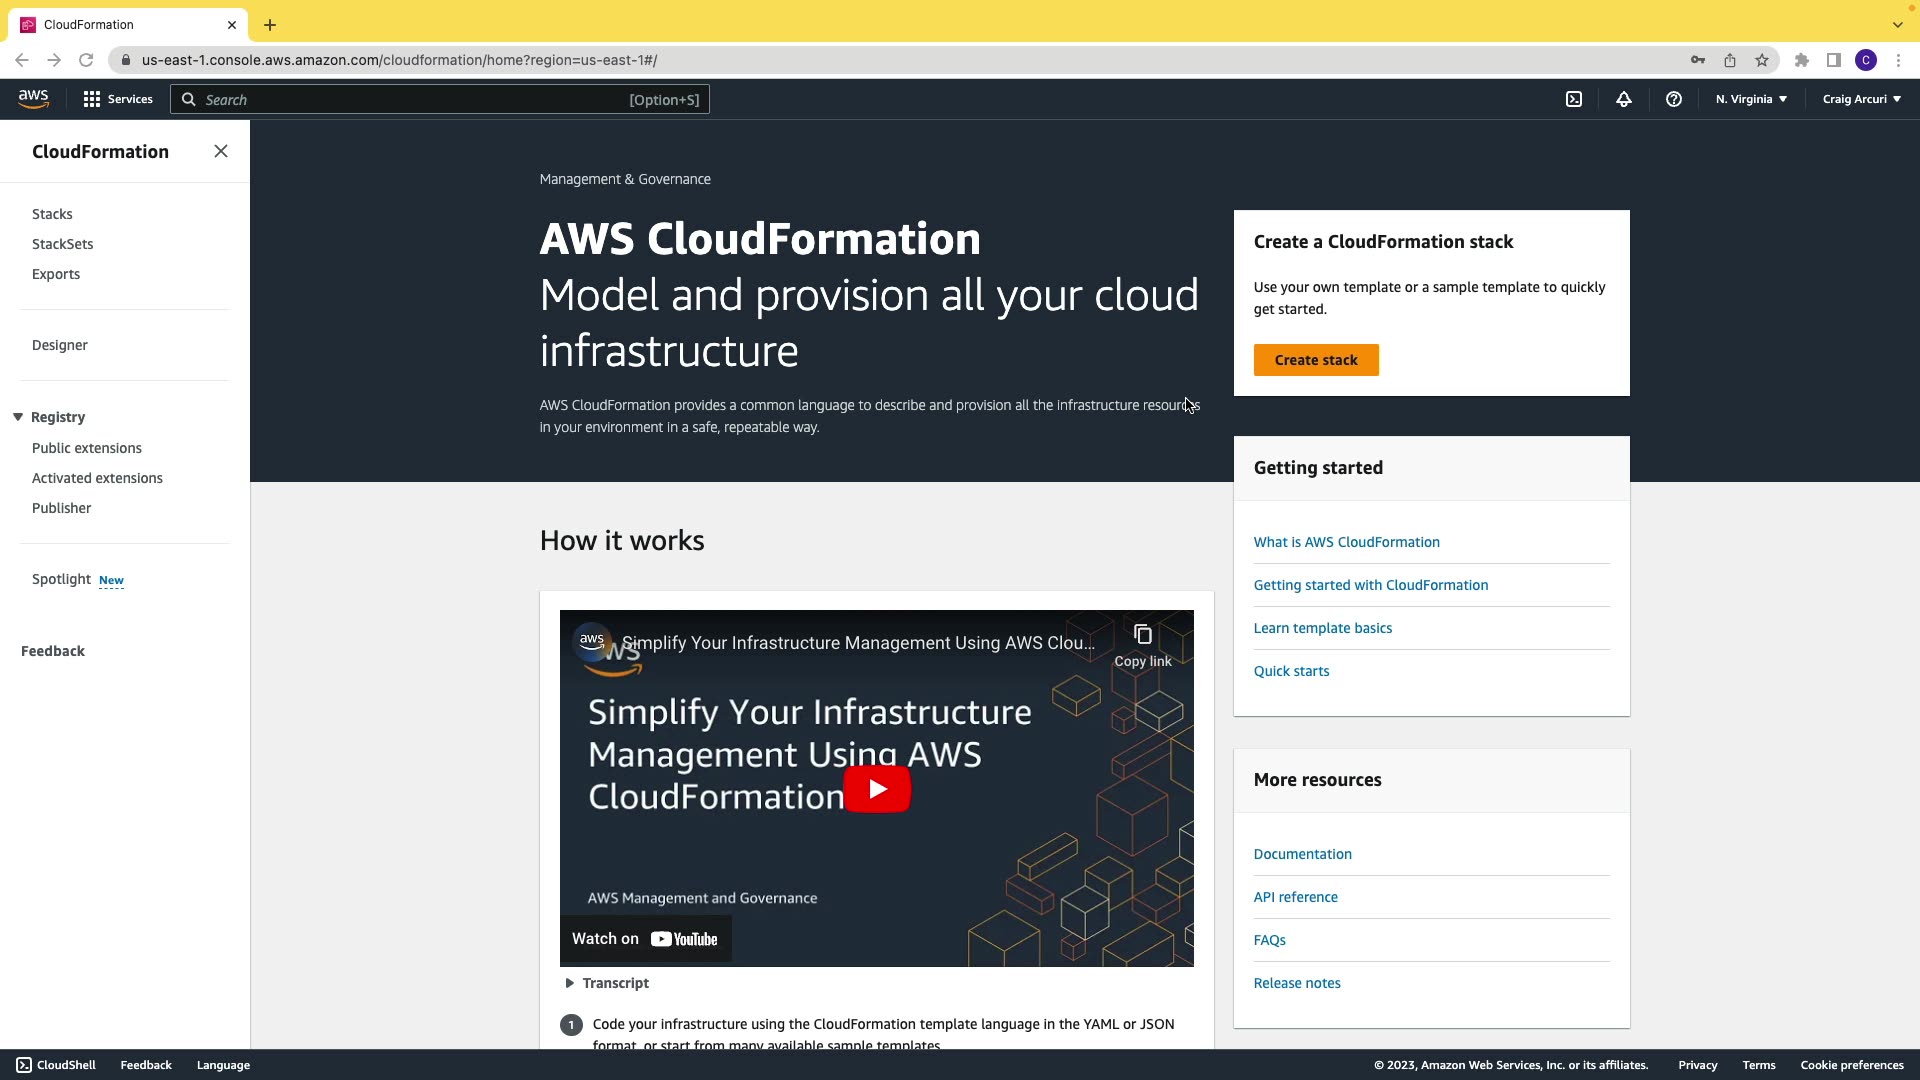 CloudFormation
us-east-1.console.aws.amazon.com/cloudformation/home?region=us-east-1#/
C
aws
Services
Search
[Option+S]
N. Virginia
Craig Arcuri
CloudFormation
Stacks
StackSets
Exports
Designer
Registry
Public extensions
Activated extensions
Publisher
Spotlight New
Feedback
Management & Governance
AWS CloudFormation
Model and provision all your cloud
infrastructure
AWS CloudFormation provides a common language to describe and provision all the infrastructure resources
in your environment in a safe, repeatable way.
Create a CloudFormation stack
Use your own template or a sample template to quickly
get started.
Create stack
Getting started
What is AWS CloudFormation
Getting started with CloudFormation
Learn template basics
Quick starts
More resources
Documentation
API reference
FAQs
Release notes
How it works
aws
Simplify Your Infrastructure Management Using AWS Clou...
Copy link
Simplify Your Infrastructure
Management Using AWS
CloudFormation
AWS Management and Governance
Watch on YouTube
Transcript
1 Code your infrastructure using the CloudFormation template language in the YAML or JSON
format, or start from many available sample templates
CloudShell
Feedback
Language
© 2023, Amazon Web Services, Inc. or its affiliates.
Privacy
Terms
Cookie preferences